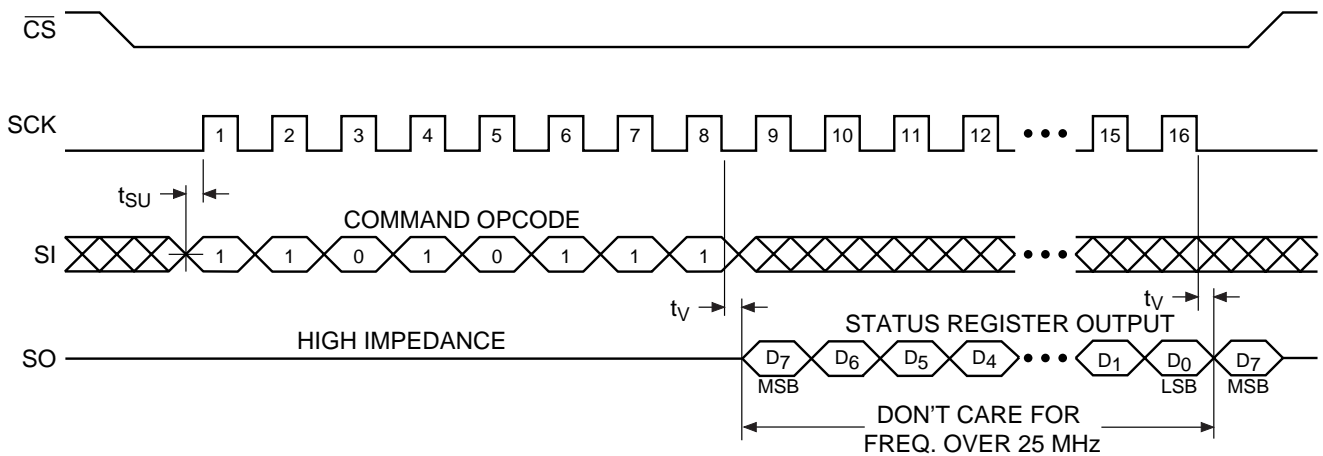 CS
SCK 1 2 3 4 5 6 7 8 9 10 11 12 ••• 15 16
tSU
COMMAND OPCODE
SI 1 1 0 1 0 1 1 1 •••
tV tV
HIGH IMPEDANCE STATUS REGISTER OUTPUT
SO D7 D6 D5 D4 ••• D1 D0 D7
MSB LSB MSB
DON'T CARE FOR
FREQ. OVER 25 MHz